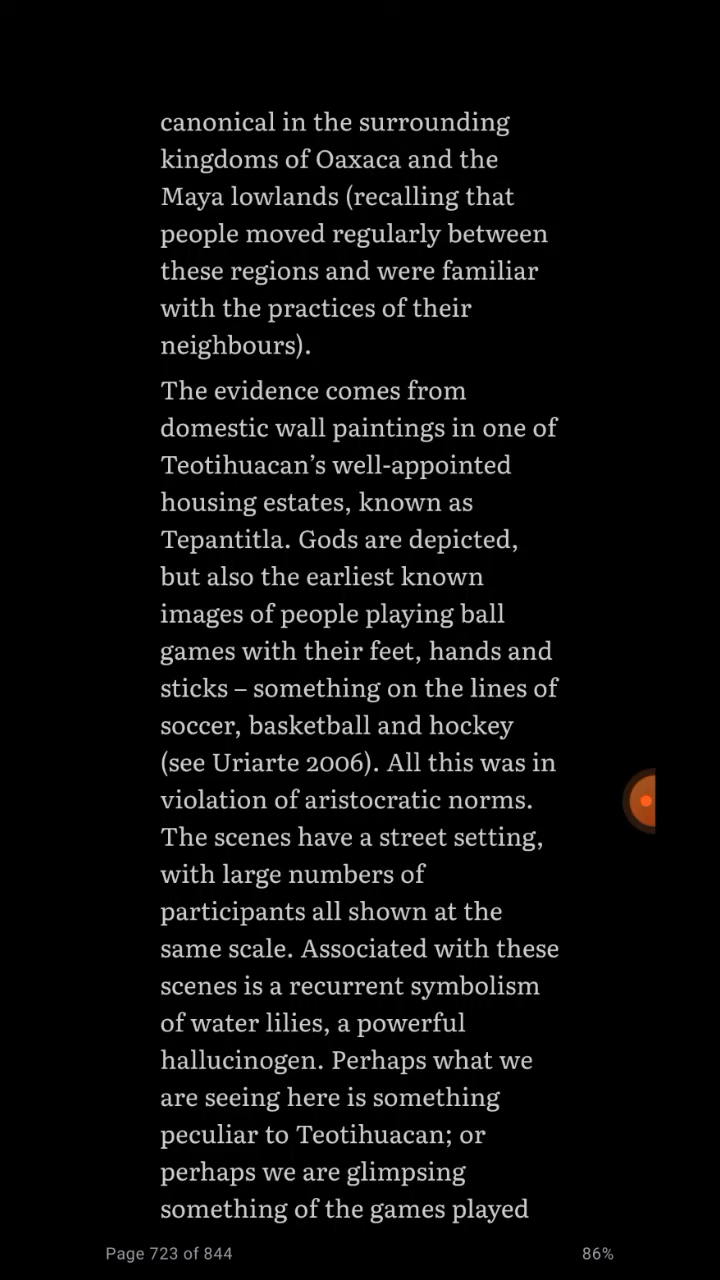 canonical in the surrounding
kingdoms of Oaxaca and the
Maya lowlands (recalling that
people moved regularly between
these regions and were familiar
with the practices of their
neighbours).
The evidence comes from
domestic wall paintings in one of
Teotihuacan’s well-appointed
housing estates, known as
Tepantitla. Gods are depicted,
but also the earliest known
images of people playing ball
games with their feet, hands and
sticks – something on the lines of
soccer, basketball and hockey
(see Uriarte 2006). All this was in
violation of aristocratic norms.
The scenes have a street setting,
with large numbers of
participants all shown at the
same scale. Associated with these
scenes is a recurrent symbolism
of water lilies, a powerful
hallucinogen. Perhaps what we
are seeing here is something
peculiar to Teotihuacan; or
perhaps we are glimpsing
something of the games played
Page 723 of 844
86%